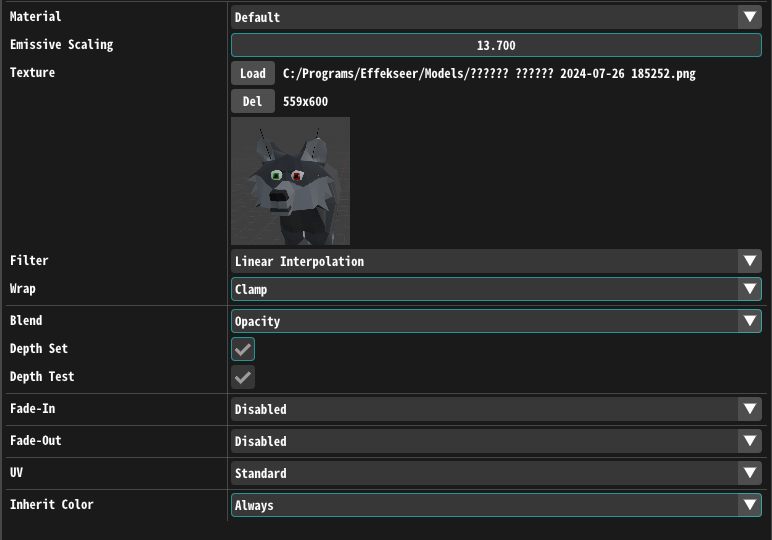 Material Default
Emissive Scaling 13.700
Texture Load C:/Programs/Effekseer/Models/?????? ?????? 2024-07-26 185252.png
Del 559x600
Filter Linear Interpolation
Wrap Clamp
Blend Opacity
Depth Set
Depth Test
Fade-In Disabled
Fade-Out Disabled
UV Standard
Inherit Color Always